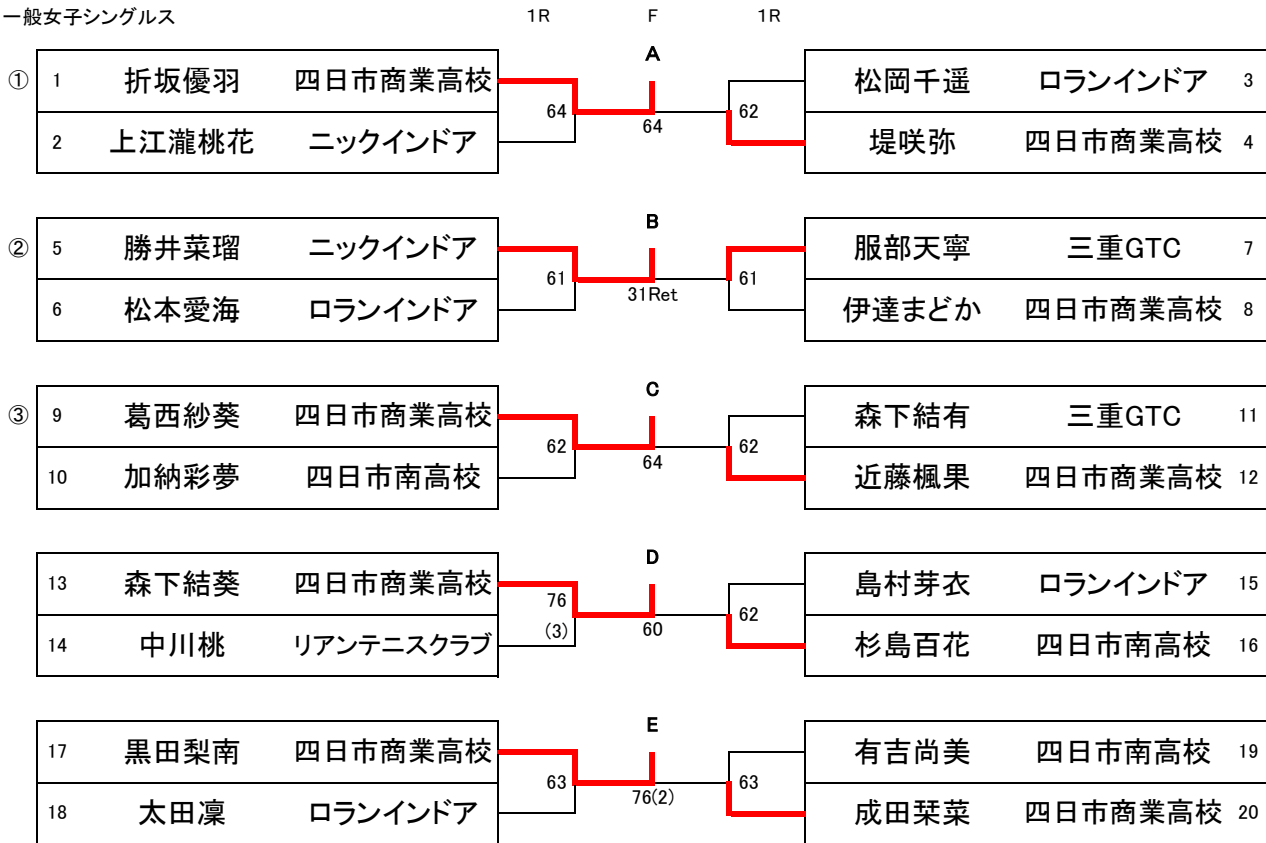 一般女子シングルス 1R F 1R
A
① 1 折坂優羽 四日市商業高校 松岡千遥 ロランインドア 3
64 64 62
2 上江瀧桃花 ニックインドア 堤咲弥 四日市商業高校 4
B
② 5 勝井菜瑠 ニックインドア 服部天寧 三重GTC 7
61 31Ret 61
6 松本愛海 ロランインドア 伊達まどか 四日市商業高校 8
C
③ 9 葛西紗葵 四日市商業高校 森下結有 三重GTC 11
62 64 62
10 加納彩夢 四日市南高校 近藤楓果 四日市商業高校 12
D
13 森下結葵 四日市商業高校 島村芽衣 ロランインドア 15
76 62
(3) 60
14 中川桃 リアンテニスクラブ 杉島百花 四日市南高校 16
E
17 黒田梨南 四日市商業高校 有吉尚美 四日市南高校 19
63 76(2) 63
18 太田凜 ロランインドア 成田栞菜 四日市商業高校 20